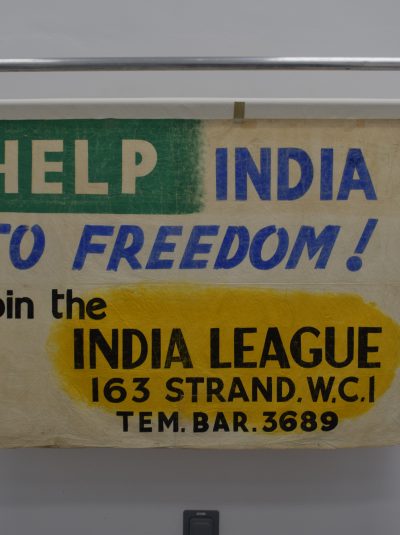 HELP INDIA
TO FREEDOM!
oin the
INDIA LEAGUE
163 STRAND, W.C.1
TEM. BAR. 3689